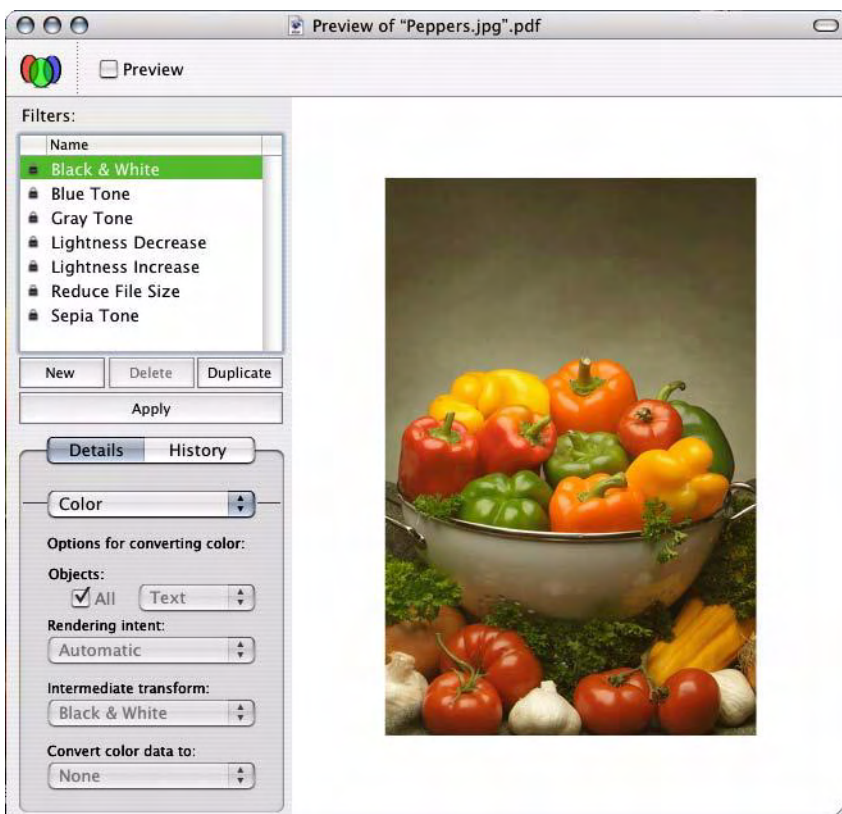 Preview of “Peppers.jpg”.pdf
Preview
Filters:
Name
Black & White
Blue Tone
Gray Tone
Lightness Decrease
Lightness Increase
Reduce File Size
Sepia Tone
New Delete Duplicate
Apply
Details History
Color
Options for converting color:
Objects:
All Text
Rendering intent:
Automatic
Intermediate transform:
Black & White
Convert color data to:
None